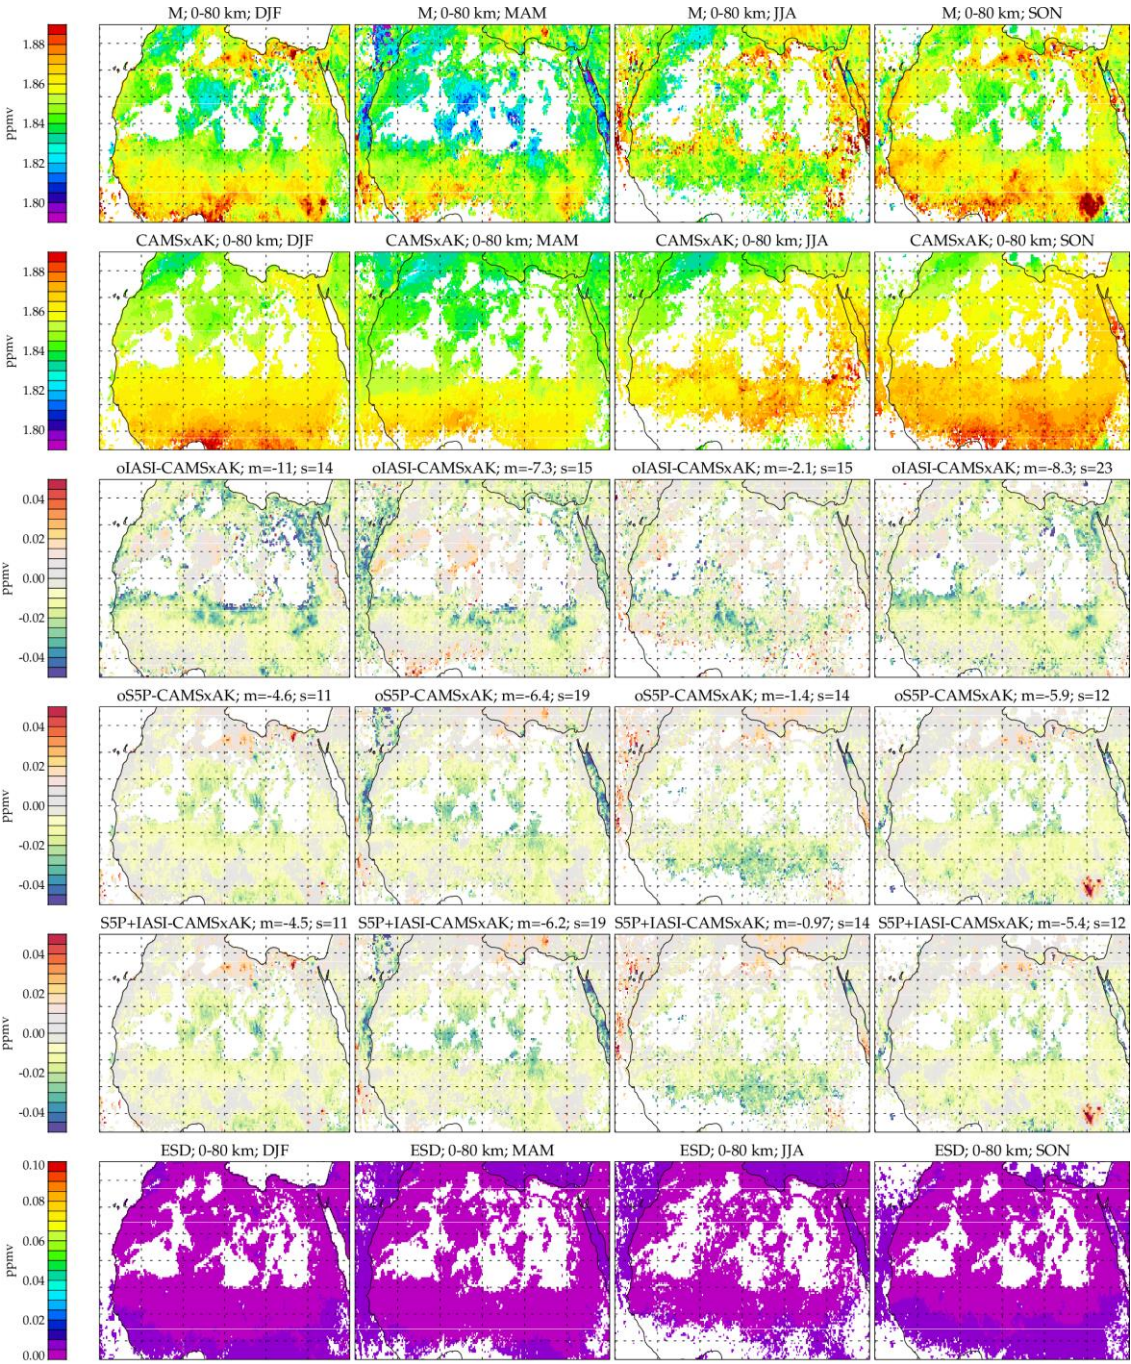 M; 0-80 km; DJF M; 0-80 km; MAM M; 0-80 km; JJA M; 0-80 km; SON
1.88
1.86
1.84
1.82
1.80
ppmv
CAMSxAK; 0-80 km; DJF CAMSxAK; 0-80 km; MAM CAMSxAK; 0-80 km; JJA CAMSxAK; 0-80 km; SON
1.88
1.86
1.84
1.82
1.80
ppmv
oIASI-CAMSxAK; m=-11; s=14 oIASI-CAMSxAK; m=-7.3; s=15 oIASI-CAMSxAK; m=-2.1; s=15 oIASI-CAMSxAK; m=-8.3; s=23
0.04
0.02
0.00
-0.02
-0.04
ppmv
oS5P-CAMSxAK; m=-4.6; s=11 oS5P-CAMSxAK; m=-6.4; s=19 oS5P-CAMSxAK; m=-1.4; s=14 oS5P-CAMSxAK; m=-5.9; s=12
0.04
0.02
0.00
-0.02
-0.04
ppmv
S5P+IASI-CAMSxAK; m=-4.5; s=11 S5P+IASI-CAMSxAK; m=-6.2; s=19 S5P+IASI-CAMSxAK; m=-0.97; s=14 S5P+IASI-CAMSxAK; m=-5.4; s=12
0.04
0.02
0.00
-0.02
-0.04
ppmv
ESD; 0-80 km; DJF ESD; 0-80 km; MAM ESD; 0-80 km; JJA ESD; 0-80 km; SON
0.10
0.08
0.06
0.04
0.02
0.00
ppmv